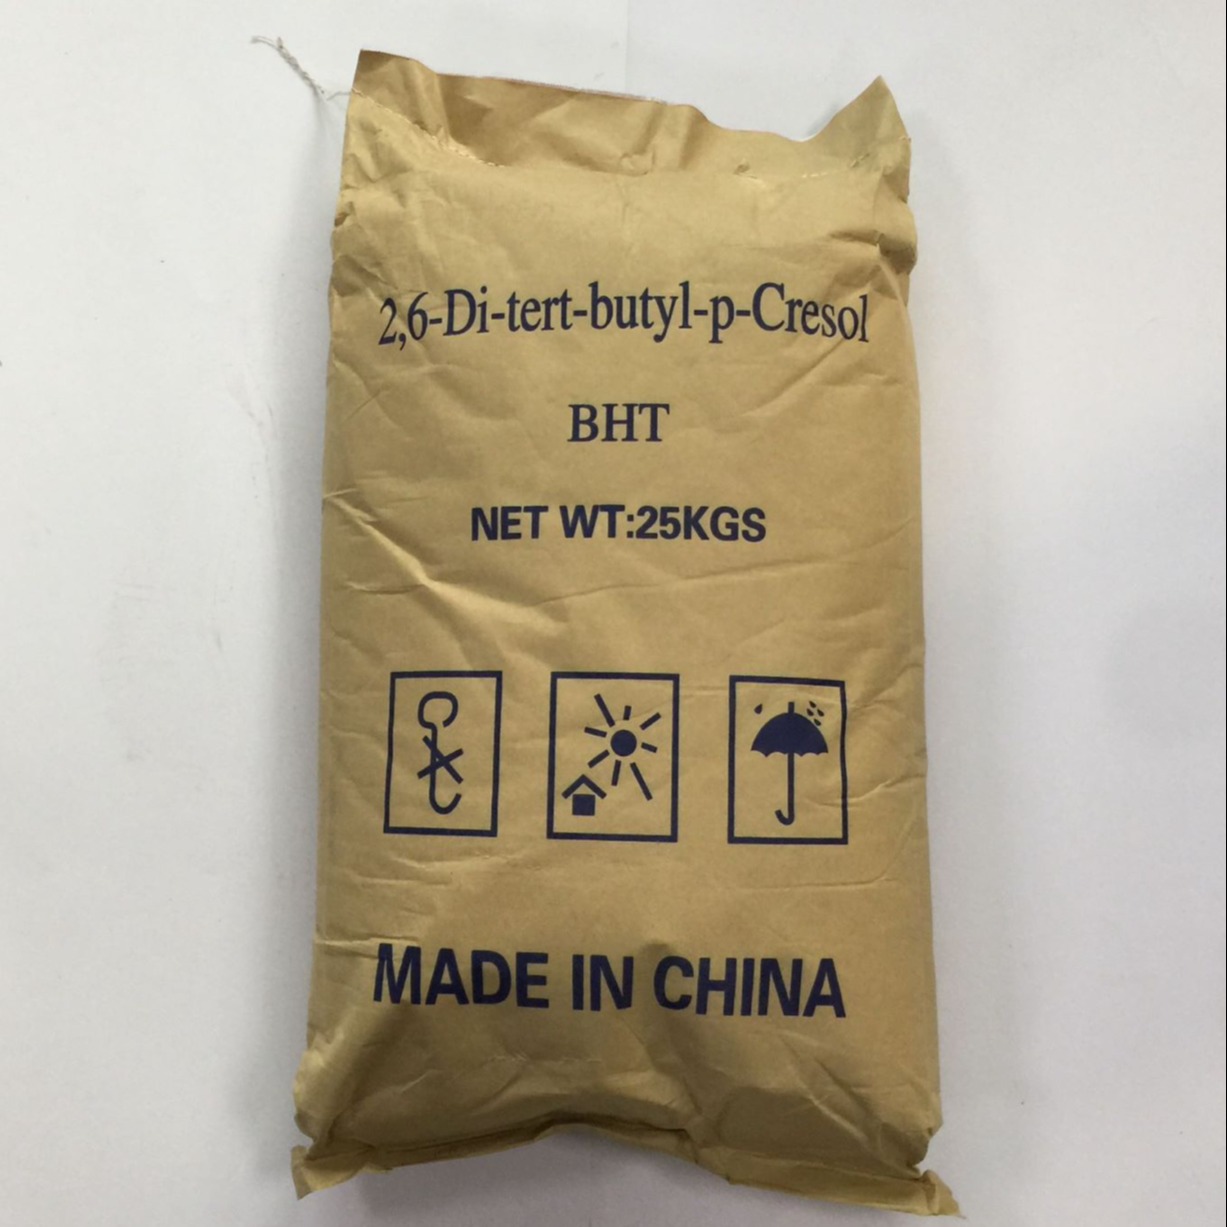 2,6-Di-tert-butyl-p-Cresol
BHT
NET WT:25KGS
MADE IN CHINA